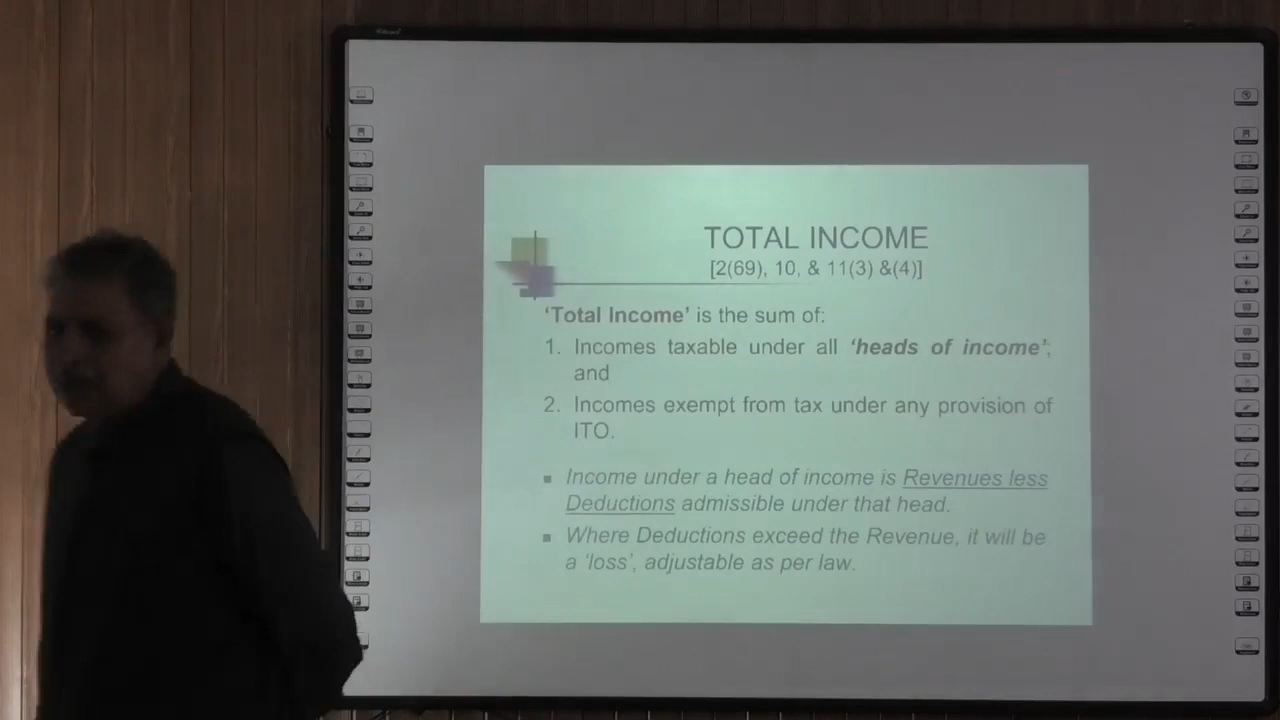 TOTAL INCOME
[2(69), 10, & 11(3) &(4)]
‘Total Income’ is the sum of:
1. Incomes taxable under all ‘heads of income’;
and
2. Incomes exempt from tax under any provision of
ITO.
▪ Income under a head of income is Revenues less
Deductions admissible under that head.
▪ Where Deductions exceed the Revenue, it will be
a ‘loss’, adjustable as per law.